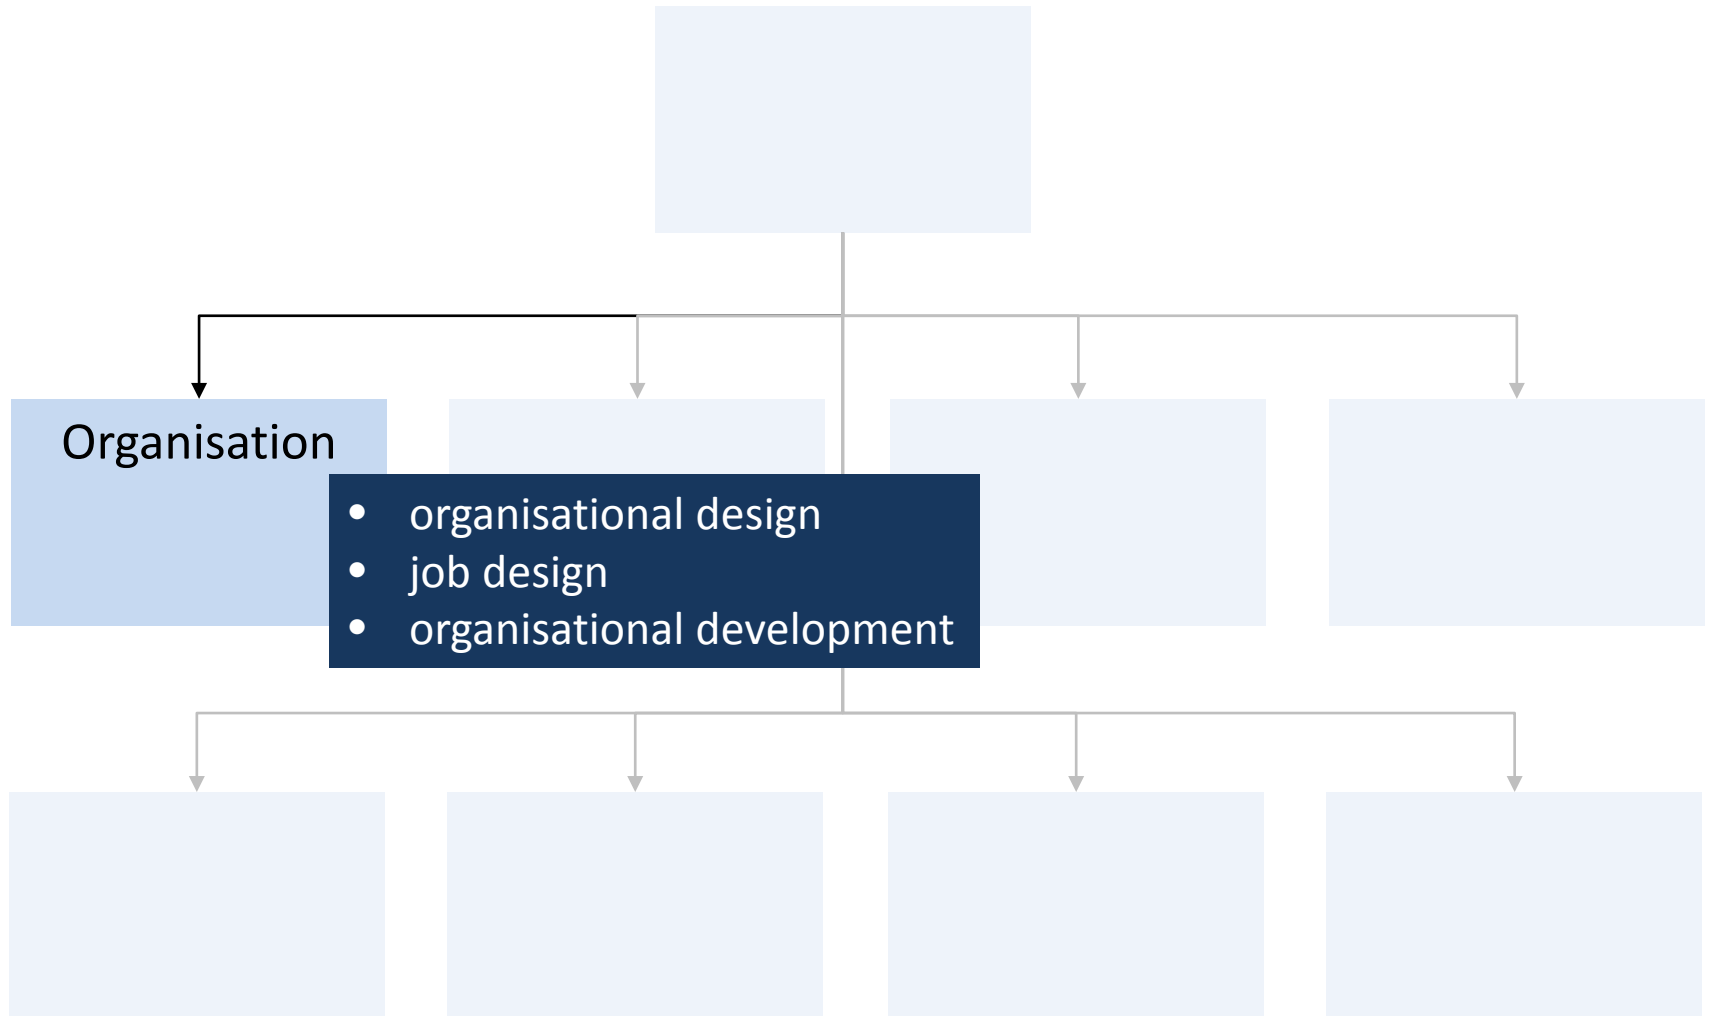 Organisation
• organisational design
• job design
• organisational development